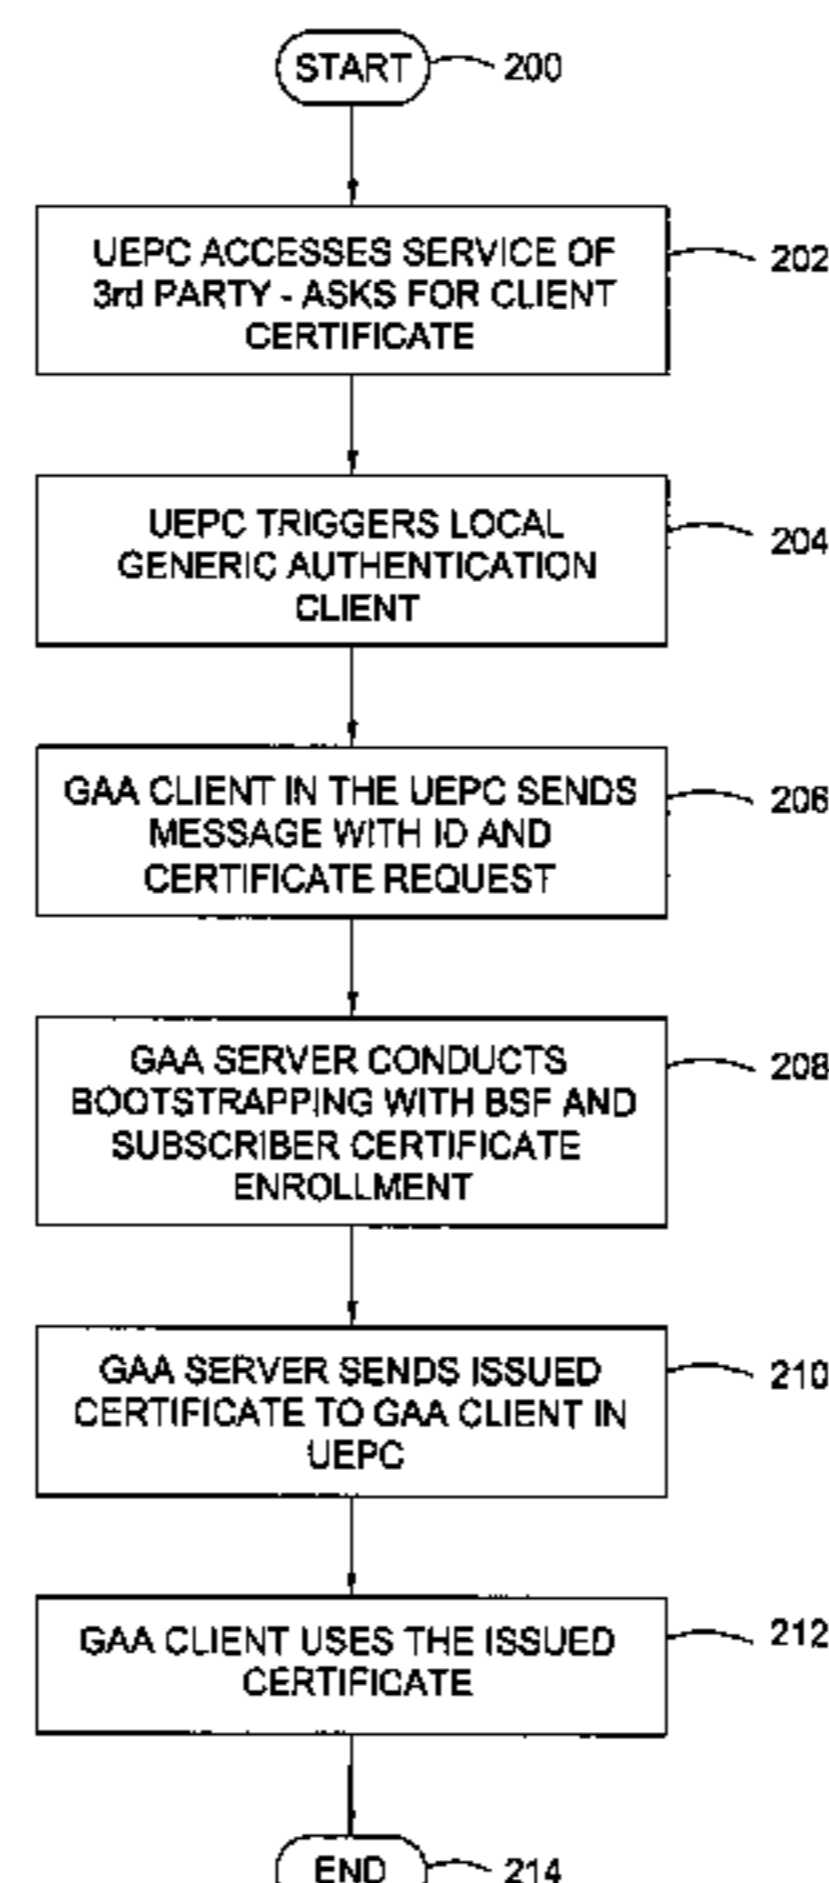 START
200
UEPC ACCESSES SERVICE OF
3rd PARTY - ASKS FOR CLIENT
CERTIFICATE
202
UEPC TRIGGERS LOCAL
GENERIC AUTHENTICATION
CLIENT
204
GAA CLIENT IN THE UEPC SENDS
MESSAGE WITH ID AND
CERTIFICATE REQUEST
206
GAA SERVER CONDUCTS
BOOTSTRAPPING WITH BSF AND
SUBSCRIBER CERTIFICATE
ENROLLMENT
208
GAA SERVER SENDS ISSUED
CERTIFICATE TO GAA CLIENT IN
UEPC
210
GAA CLIENT USES THE ISSUED
CERTIFICATE
212
END
214